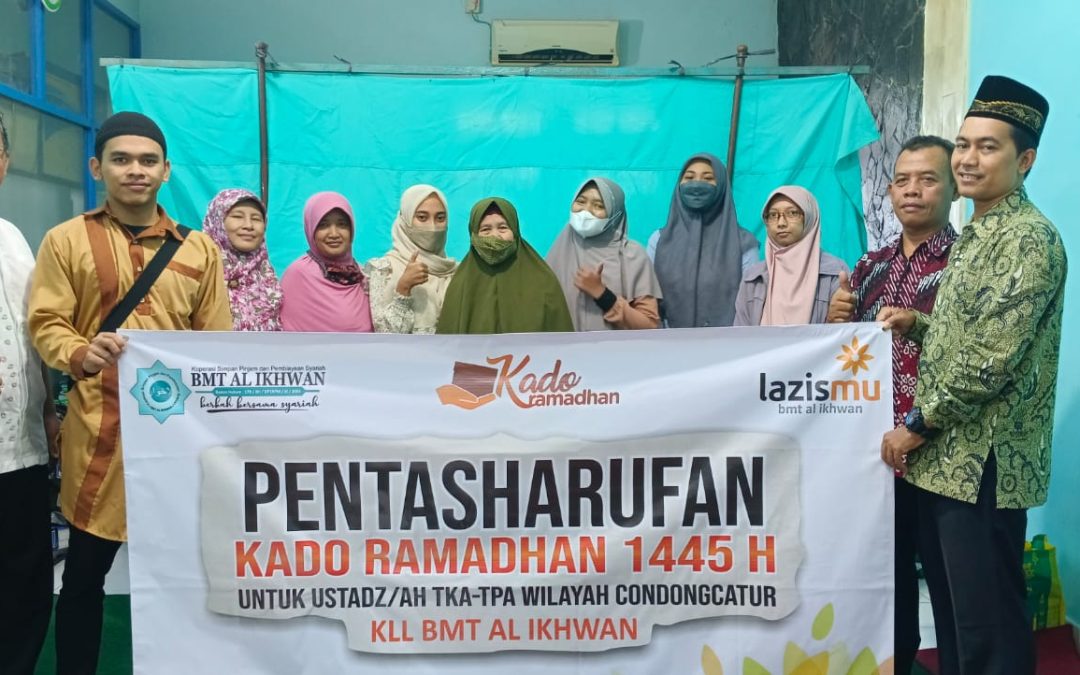 Koperasi Simpan Pinjam dan Pembiayaan Syariah
BMT AL IKHWAN
berkah bersama syariah
Kado
ramadhan
lazismu
bmt al ikhwan
PENTASHARUFAN
KADO RAMADHAN 1445 H
UNTUK USTADZ/AH TKA-TPA WILAYAH CONDONGCATUR
KLL BMT AL IKHWAN